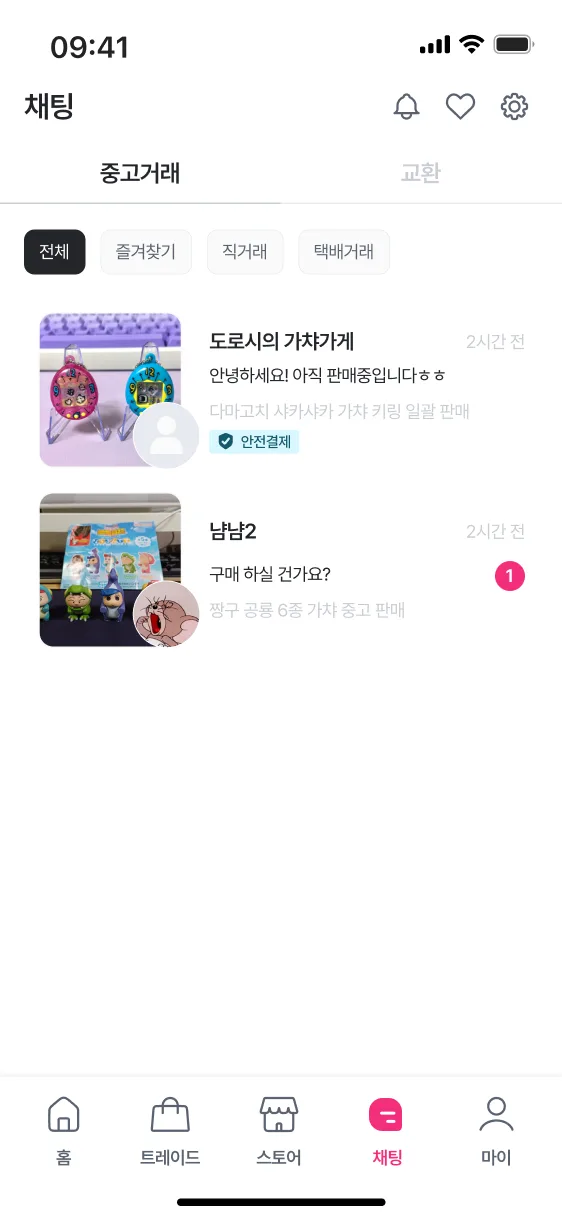 09:41
채팅
중고거래
교환
전체
즐겨찾기
직거래
택배거래
도로시의 가챠가게
2시간 전
안녕하세요! 아직 판매중입니다ㅎㅎ
다마고치 샤카샤카 가챠 키링 일괄 판매
안전결제
냠냠2
2시간 전
구매 하실 건가요?
1
짱구 공룡 6종 가챠 중고 판매
홈
트레이드
스토어
채팅
마이